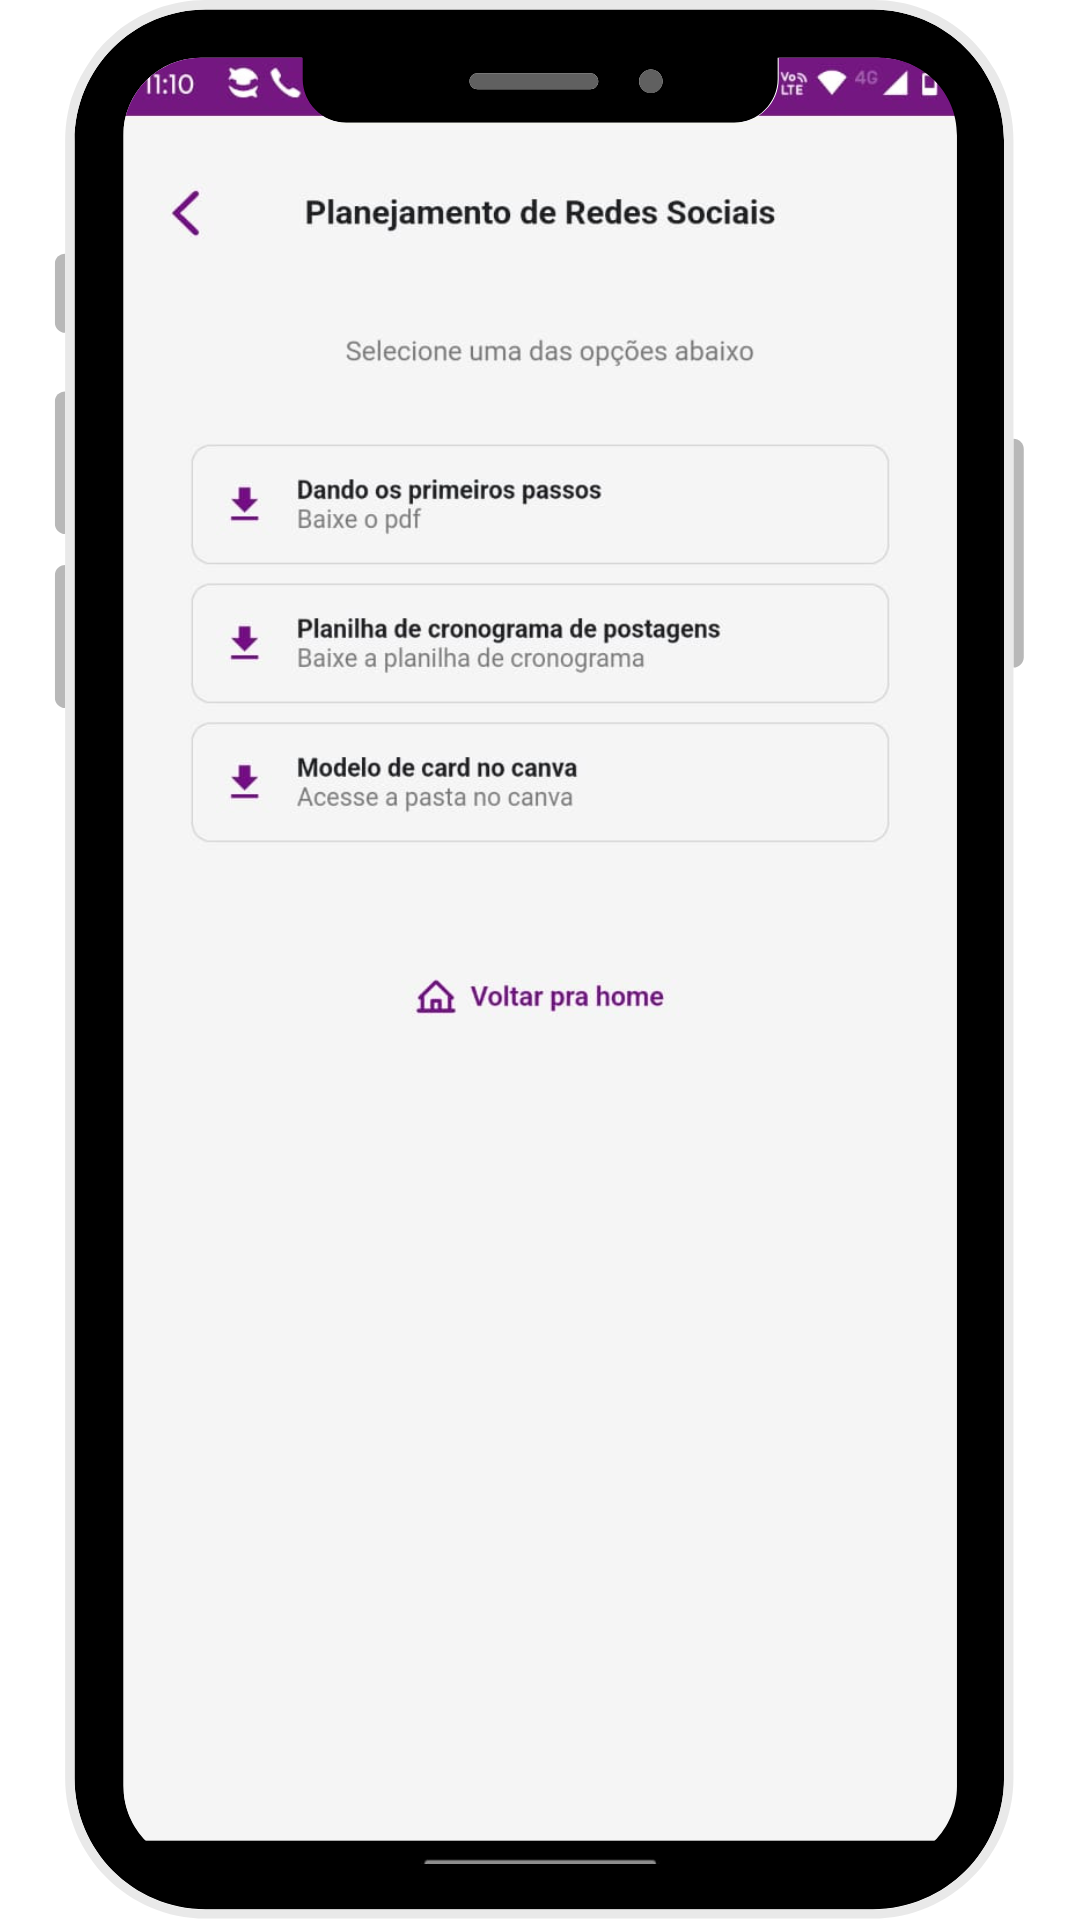 11:10
Vo
LTE
4G
Planejamento de Redes Sociais
Selecione uma das opções abaixo
Dando os primeiros passos
Baixe o pdf
Planilha de cronograma de postagens
Baixe a planilha de cronograma
Modelo de card no canva
Acesse a pasta no canva
Voltar pra home